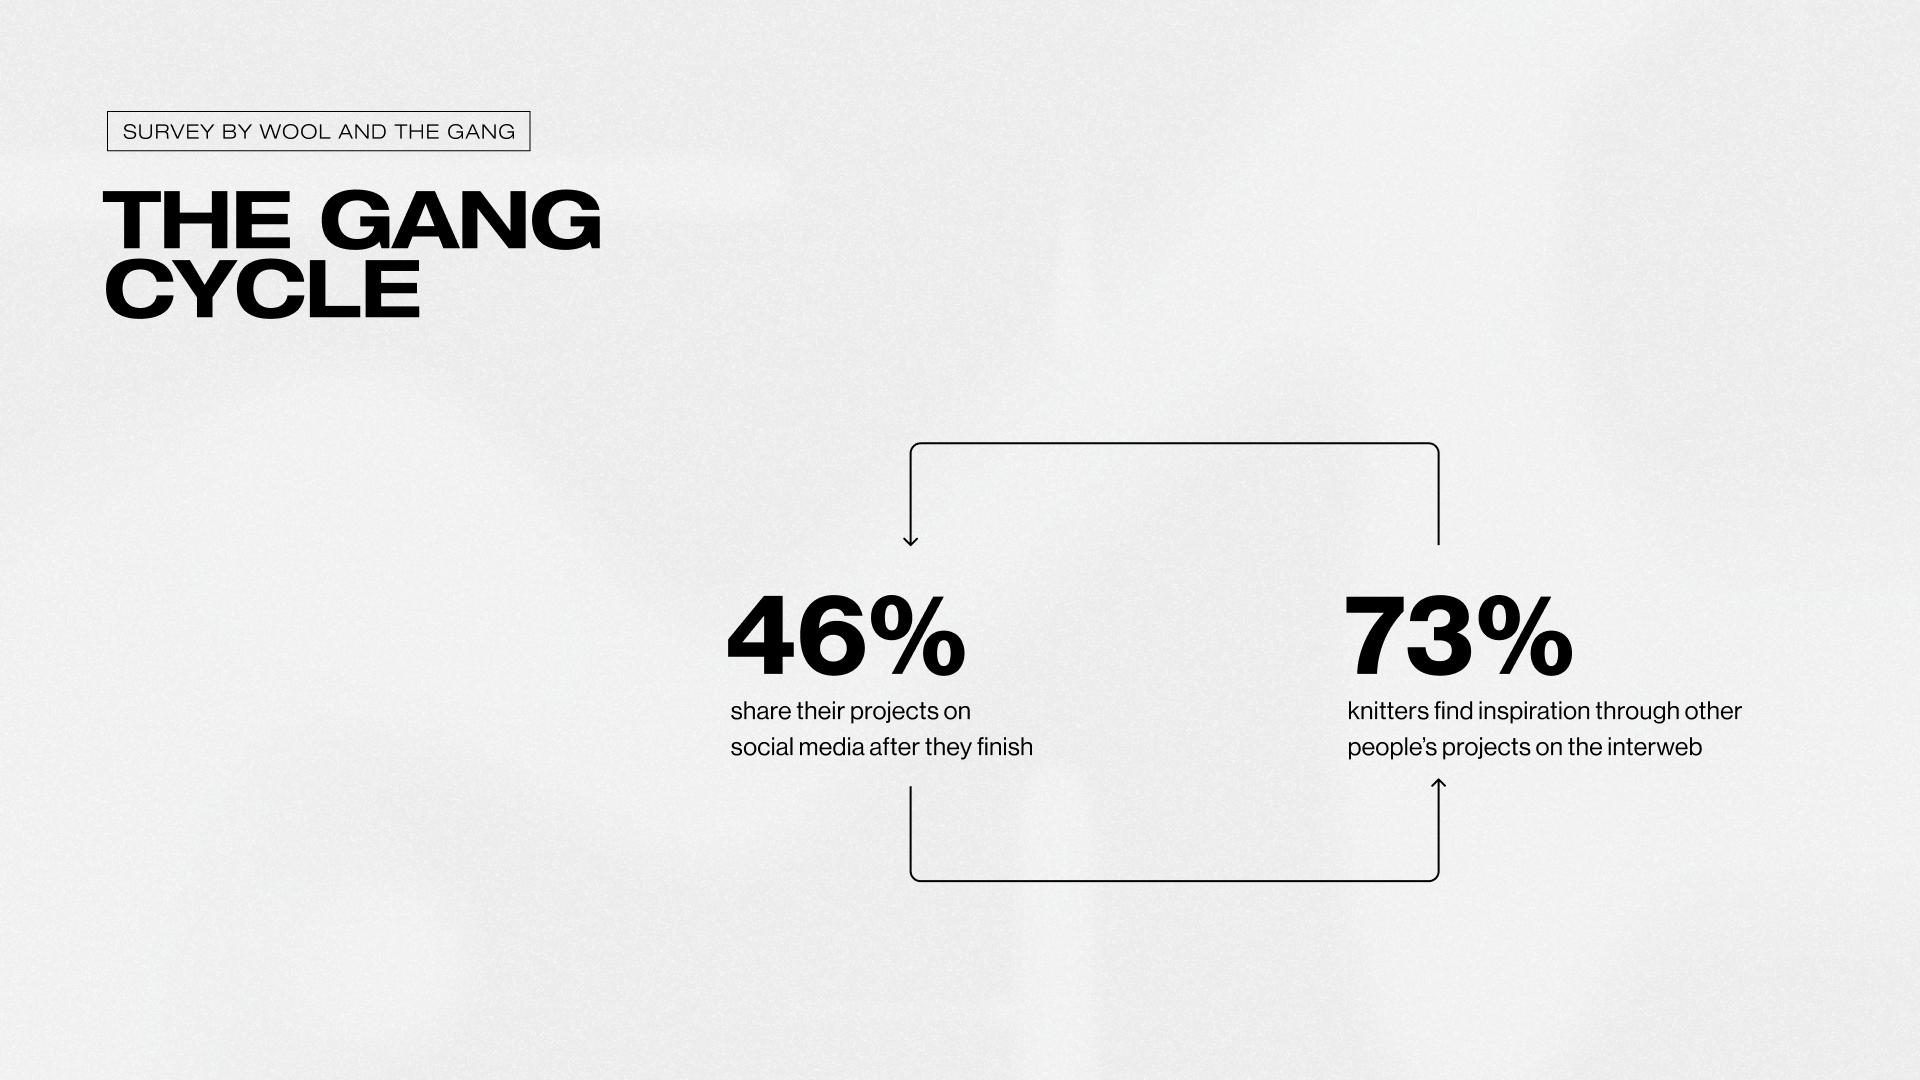 SURVEY BY WOOL AND THE GANG
THE GANG
CYCLE
46%
share their projects on
social media after they finish
73%
knitters find inspiration through other
people’s projects on the interweb